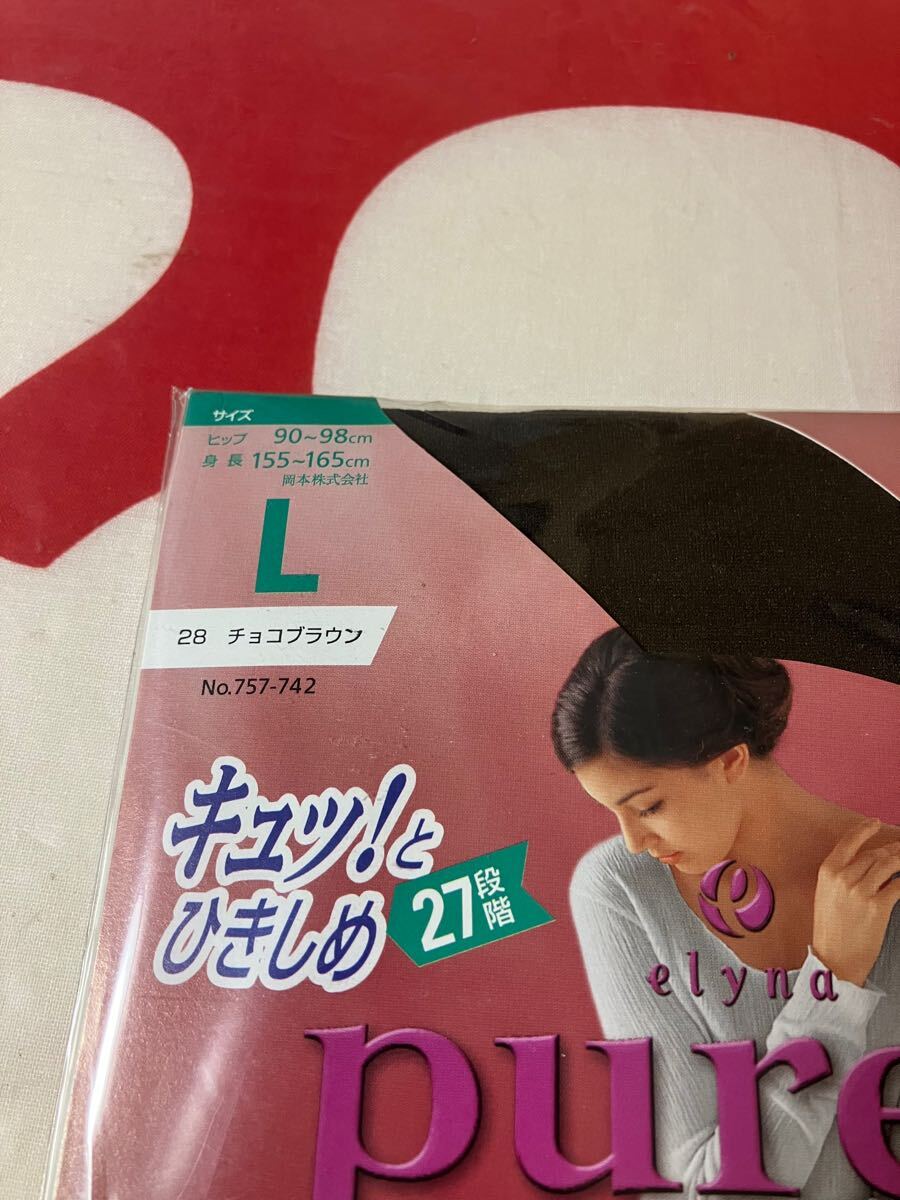 サイズ
ヒップ 90~98cm
身長 155~165cm
岡本株式会社
L
28 チョコブラウン
No.757-742
キュッ!と
ひきしめ
27段階
elyna
pure